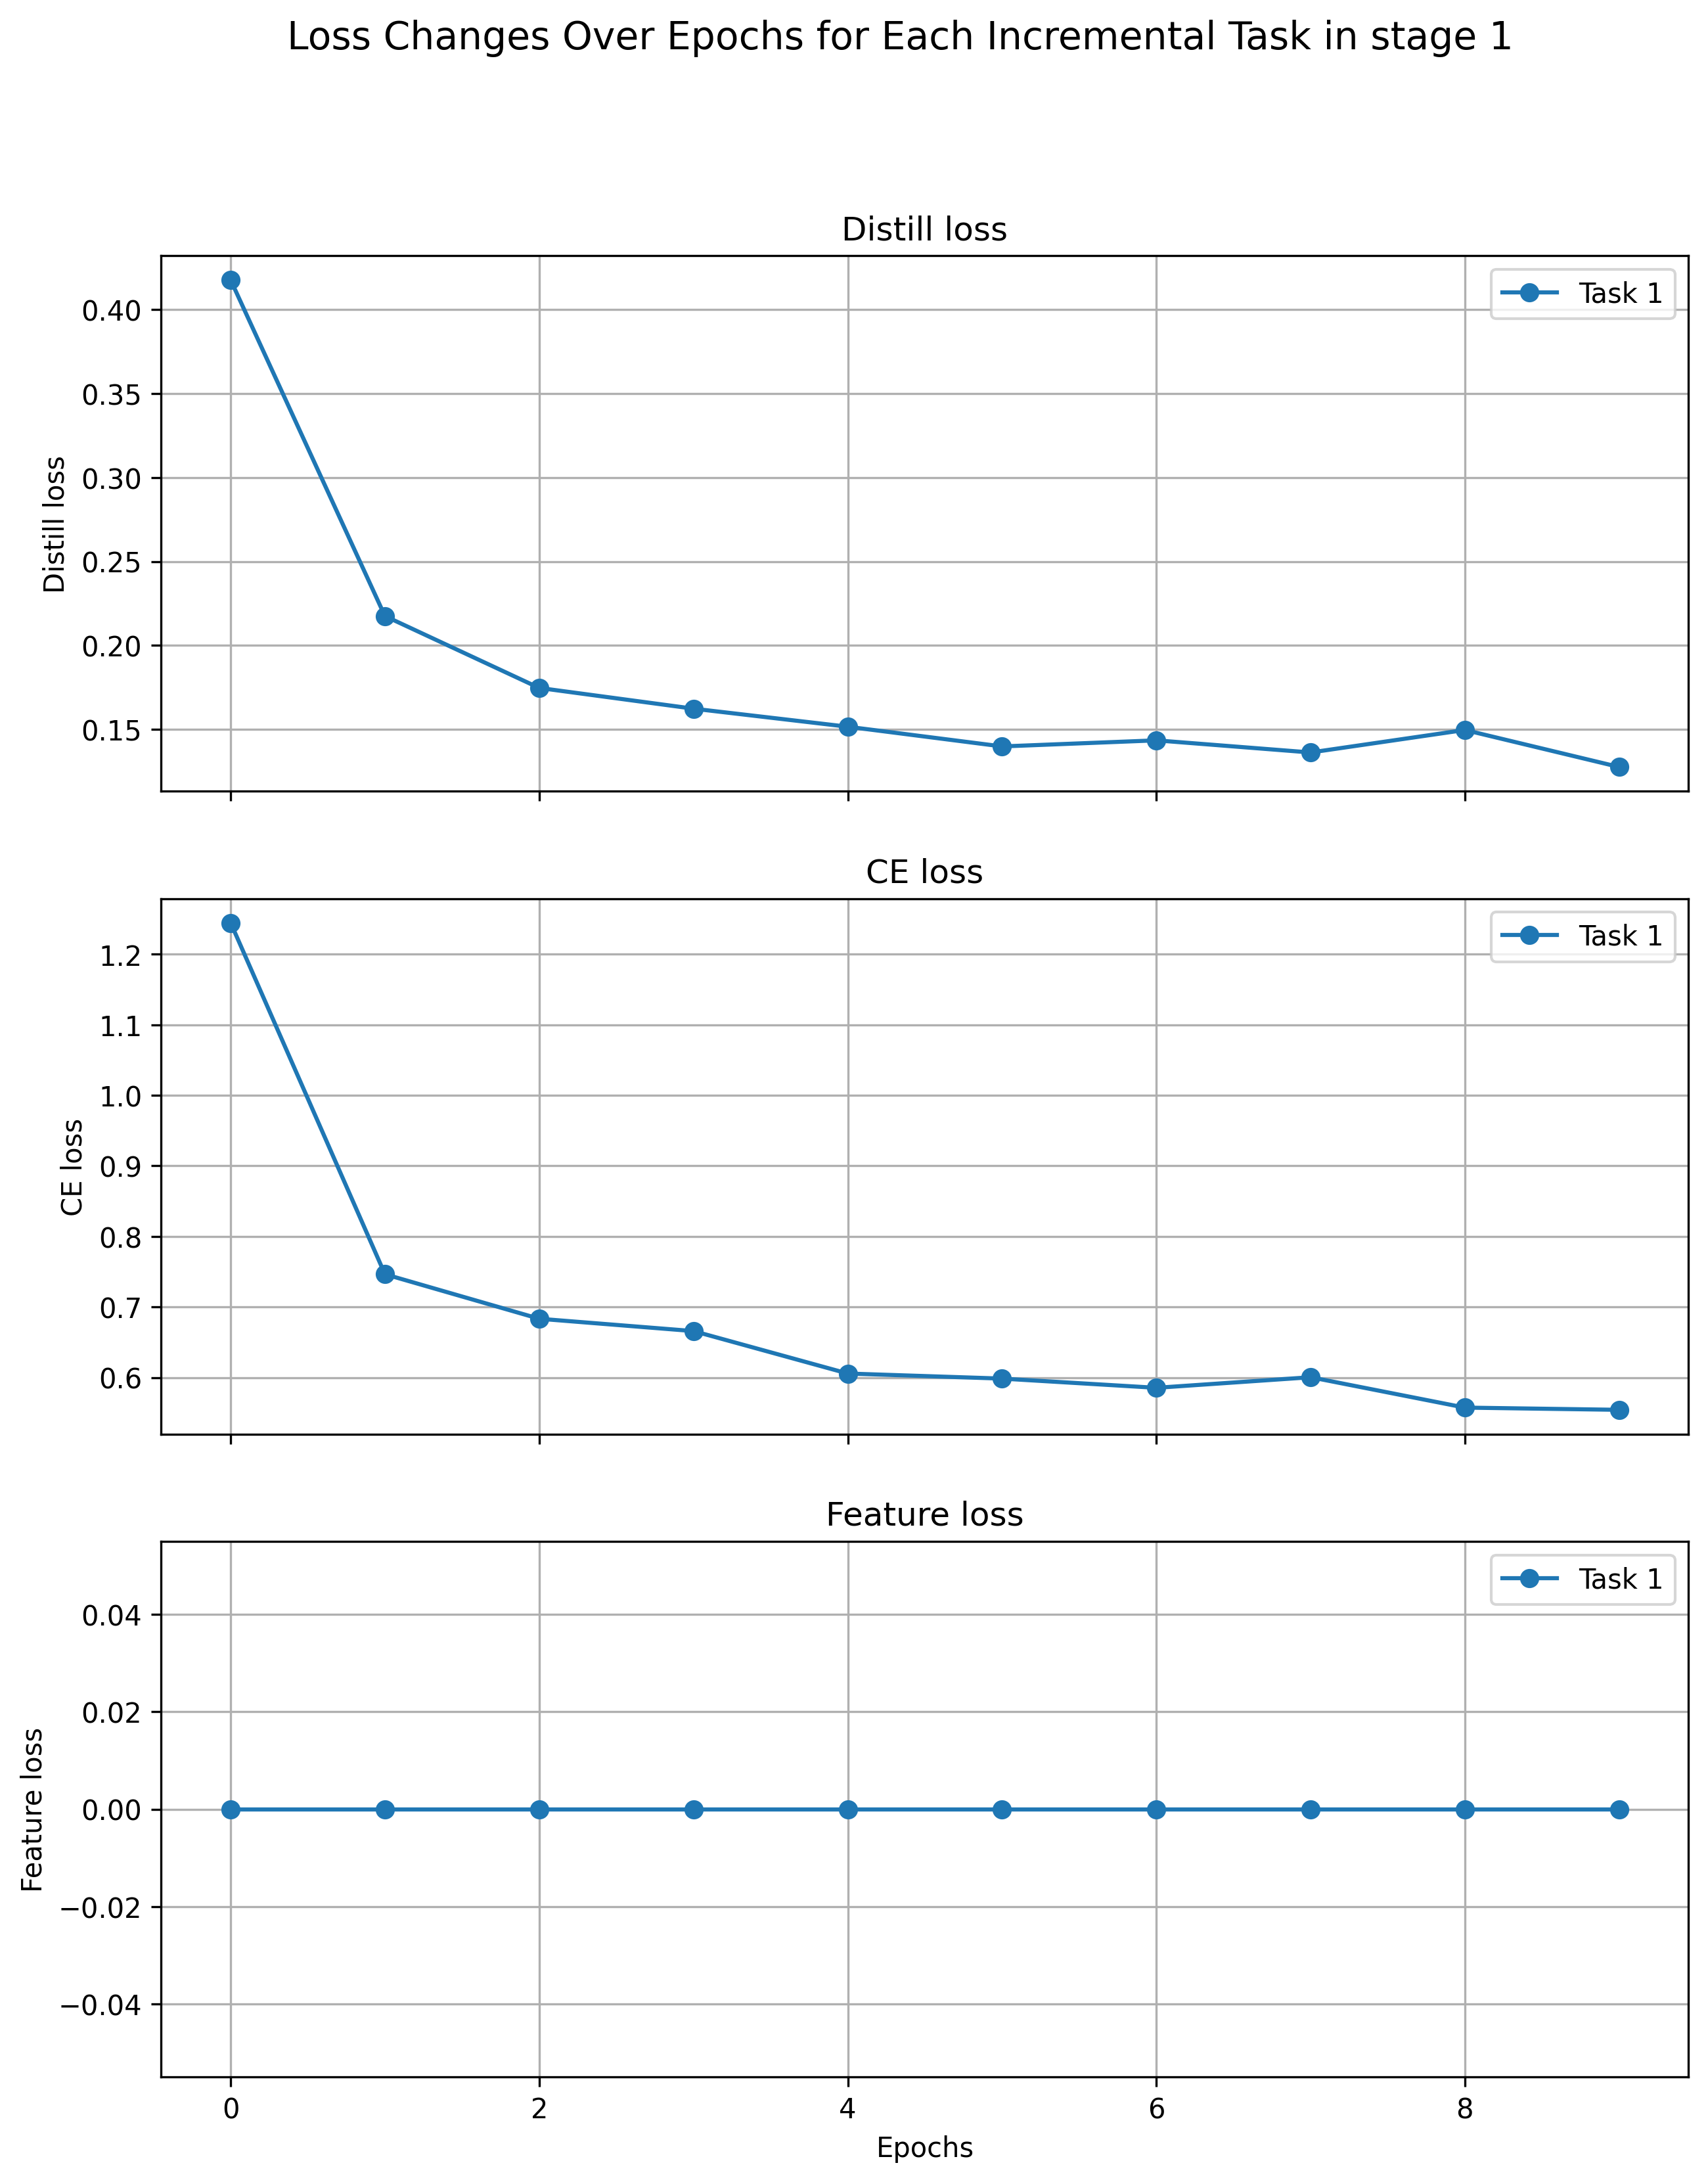 Loss Changes Over Epochs for Each Incremental Task in stage 1
Distill loss
Task 1
0.40
0.35
0.30
0.25
0.20
0.15
Distill loss
CE loss
Task 1
1.2
1.1
1.0
0.9
0.8
0.7
0.6
CE loss
Feature loss
Task 1
0.04
0.02
0.00
−0.02
−0.04
Feature loss
0 2 4 6 8
Epochs